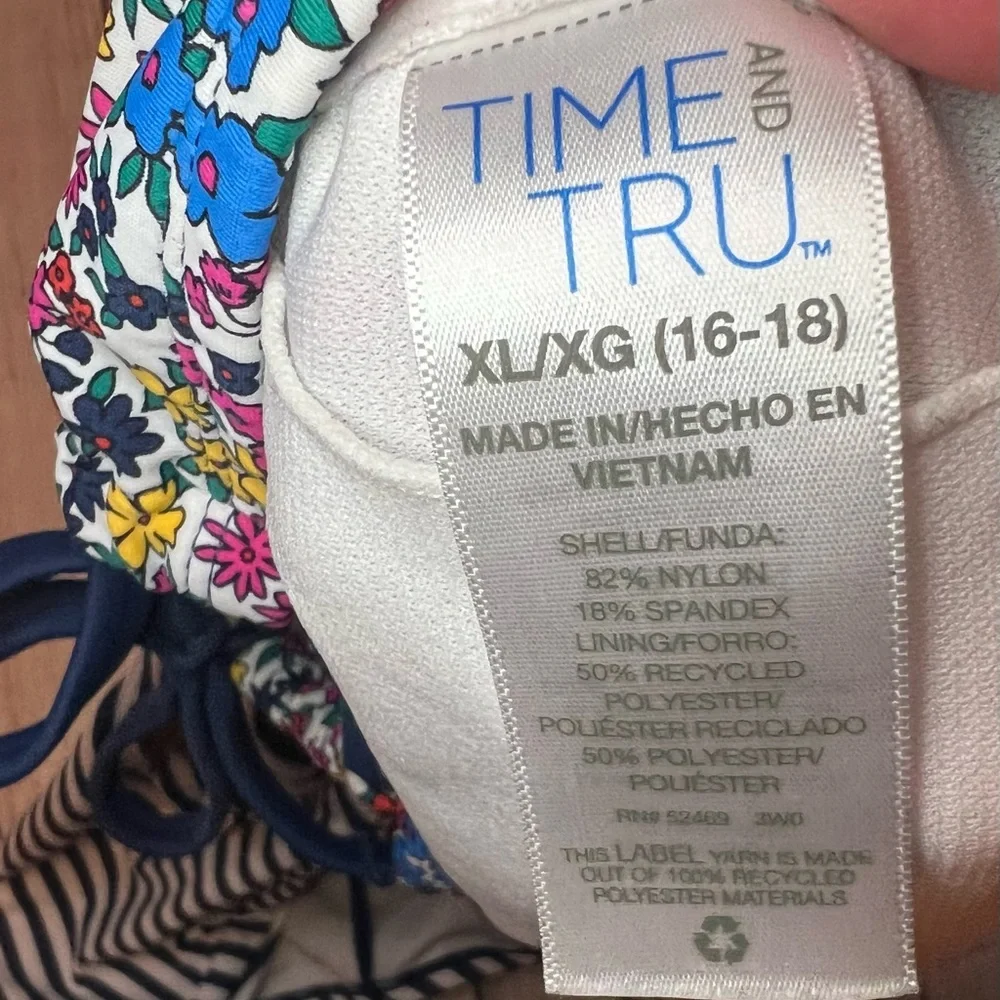 TIME AND
TRU™
XL/XG (16-18)
MADE IN/HECHO EN
VIETNAM
SHELL/FUNDA:
82% NYLON
18% SPANDEX
LINING/FORRO:
50% RECYCLED
POLYESTER/
POLIÉSTER RECICLADO
50% POLYESTER/
POLIÉSTER
RN# 52469 3W0
THIS LABEL YARN IS MADE
OUT OF 100% RECYCLED
POLYESTER MATERIALS